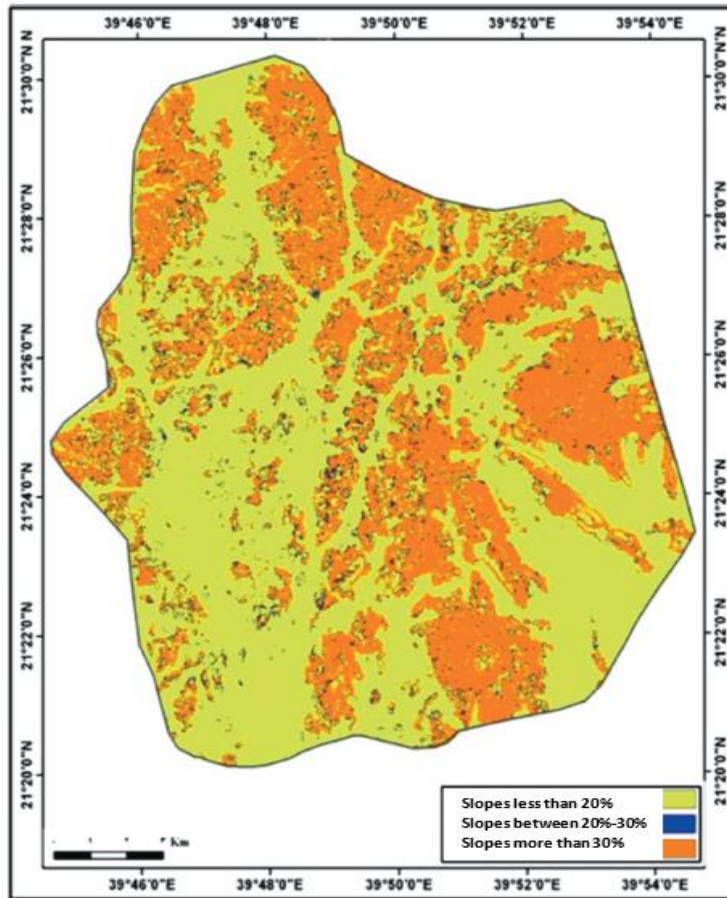 39°46'0"E 39°48'0"E 39°50'0"E 39°52'0"E 39°54'0"E
21°30'0"N N
21°28'0"N
21°26'0"N
21°24'0"N
21°22'0"N
21°20'0"N
21°30'0"N
21°28'0"N
21°26'0"N
21°24'0"N
21°22'0"N
21°20'0"N
Slopes less than 20%
Slopes between 20%-30%
Slopes more than 30%
Km
39°46'0"E 39°48'0"E 39°50'0"E 39°52'0"E 39°54'0"E